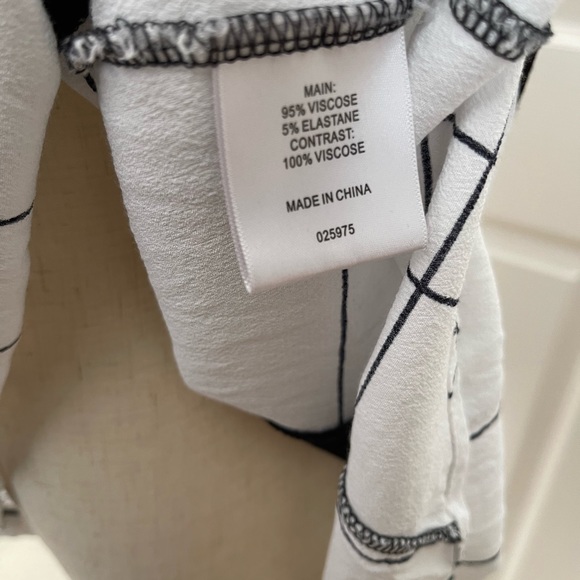 MAIN:
95% VISCOSE
5% ELASTANE
CONTRAST:
100% VISCOSE
MADE IN CHINA
025975